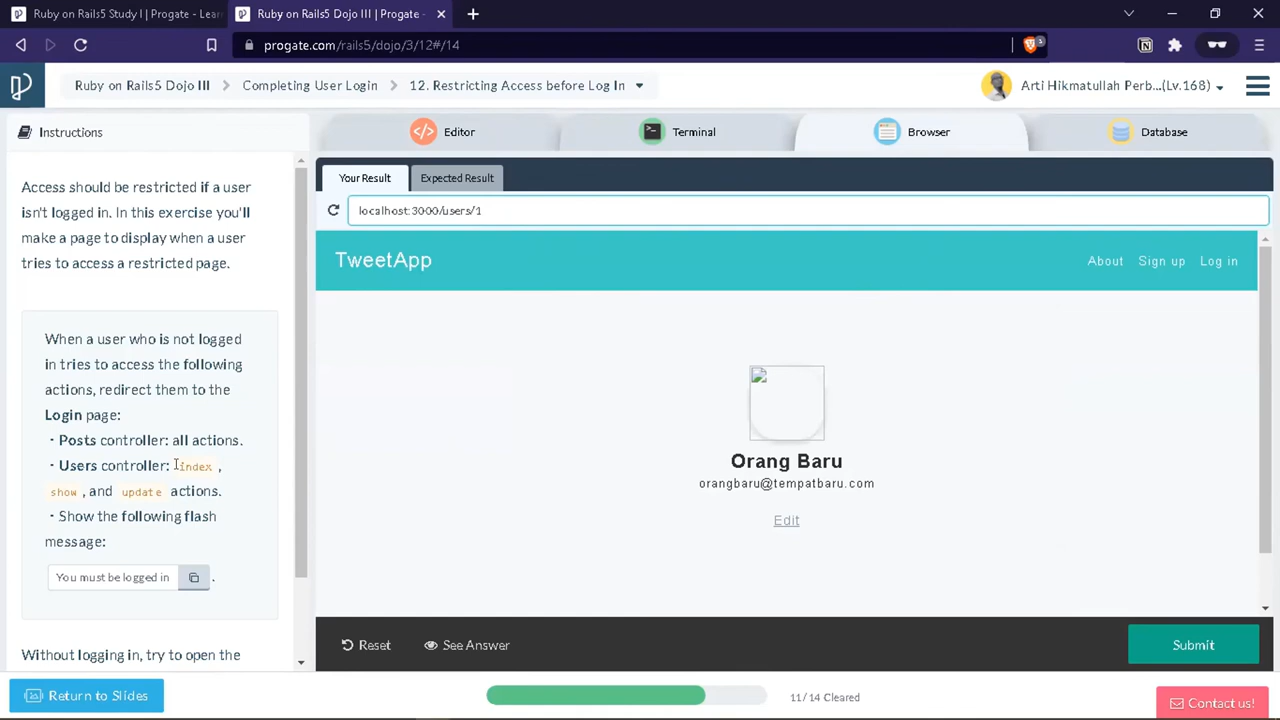 Ruby on Rails5 Study I | Progate - Lear
Ruby on Rails5 Dojo III | Progate -
progate.com/rails5/dojo/3/12#/14
Ruby on Rails5 Dojo III
Completing User Login
12. Restricting Access before Log In
Arti Hikmatullah Perb...(Lv.168)
Instructions
Editor
Terminal
Browser
Database
Access should be restricted if a user
isn't logged in. In this exercise you'll
make a page to display when a user
tries to access a restricted page.
When a user who is not logged
in tries to access the following
actions, redirect them to the
Login page:
・Posts controller: all actions.
・Users controller: index ,
show , and update actions.
・Show the following flash
message:
You must be logged in .
Without logging in, try to open the
Your Result
Expected Result
localhost:3000/users/1
TweetApp
About
Sign up
Log in
Orang Baru
orangbaru@tempatbaru.com
Edit
Reset
See Answer
Submit
Return to Slides
11/ 14 Cleared
Contact us!